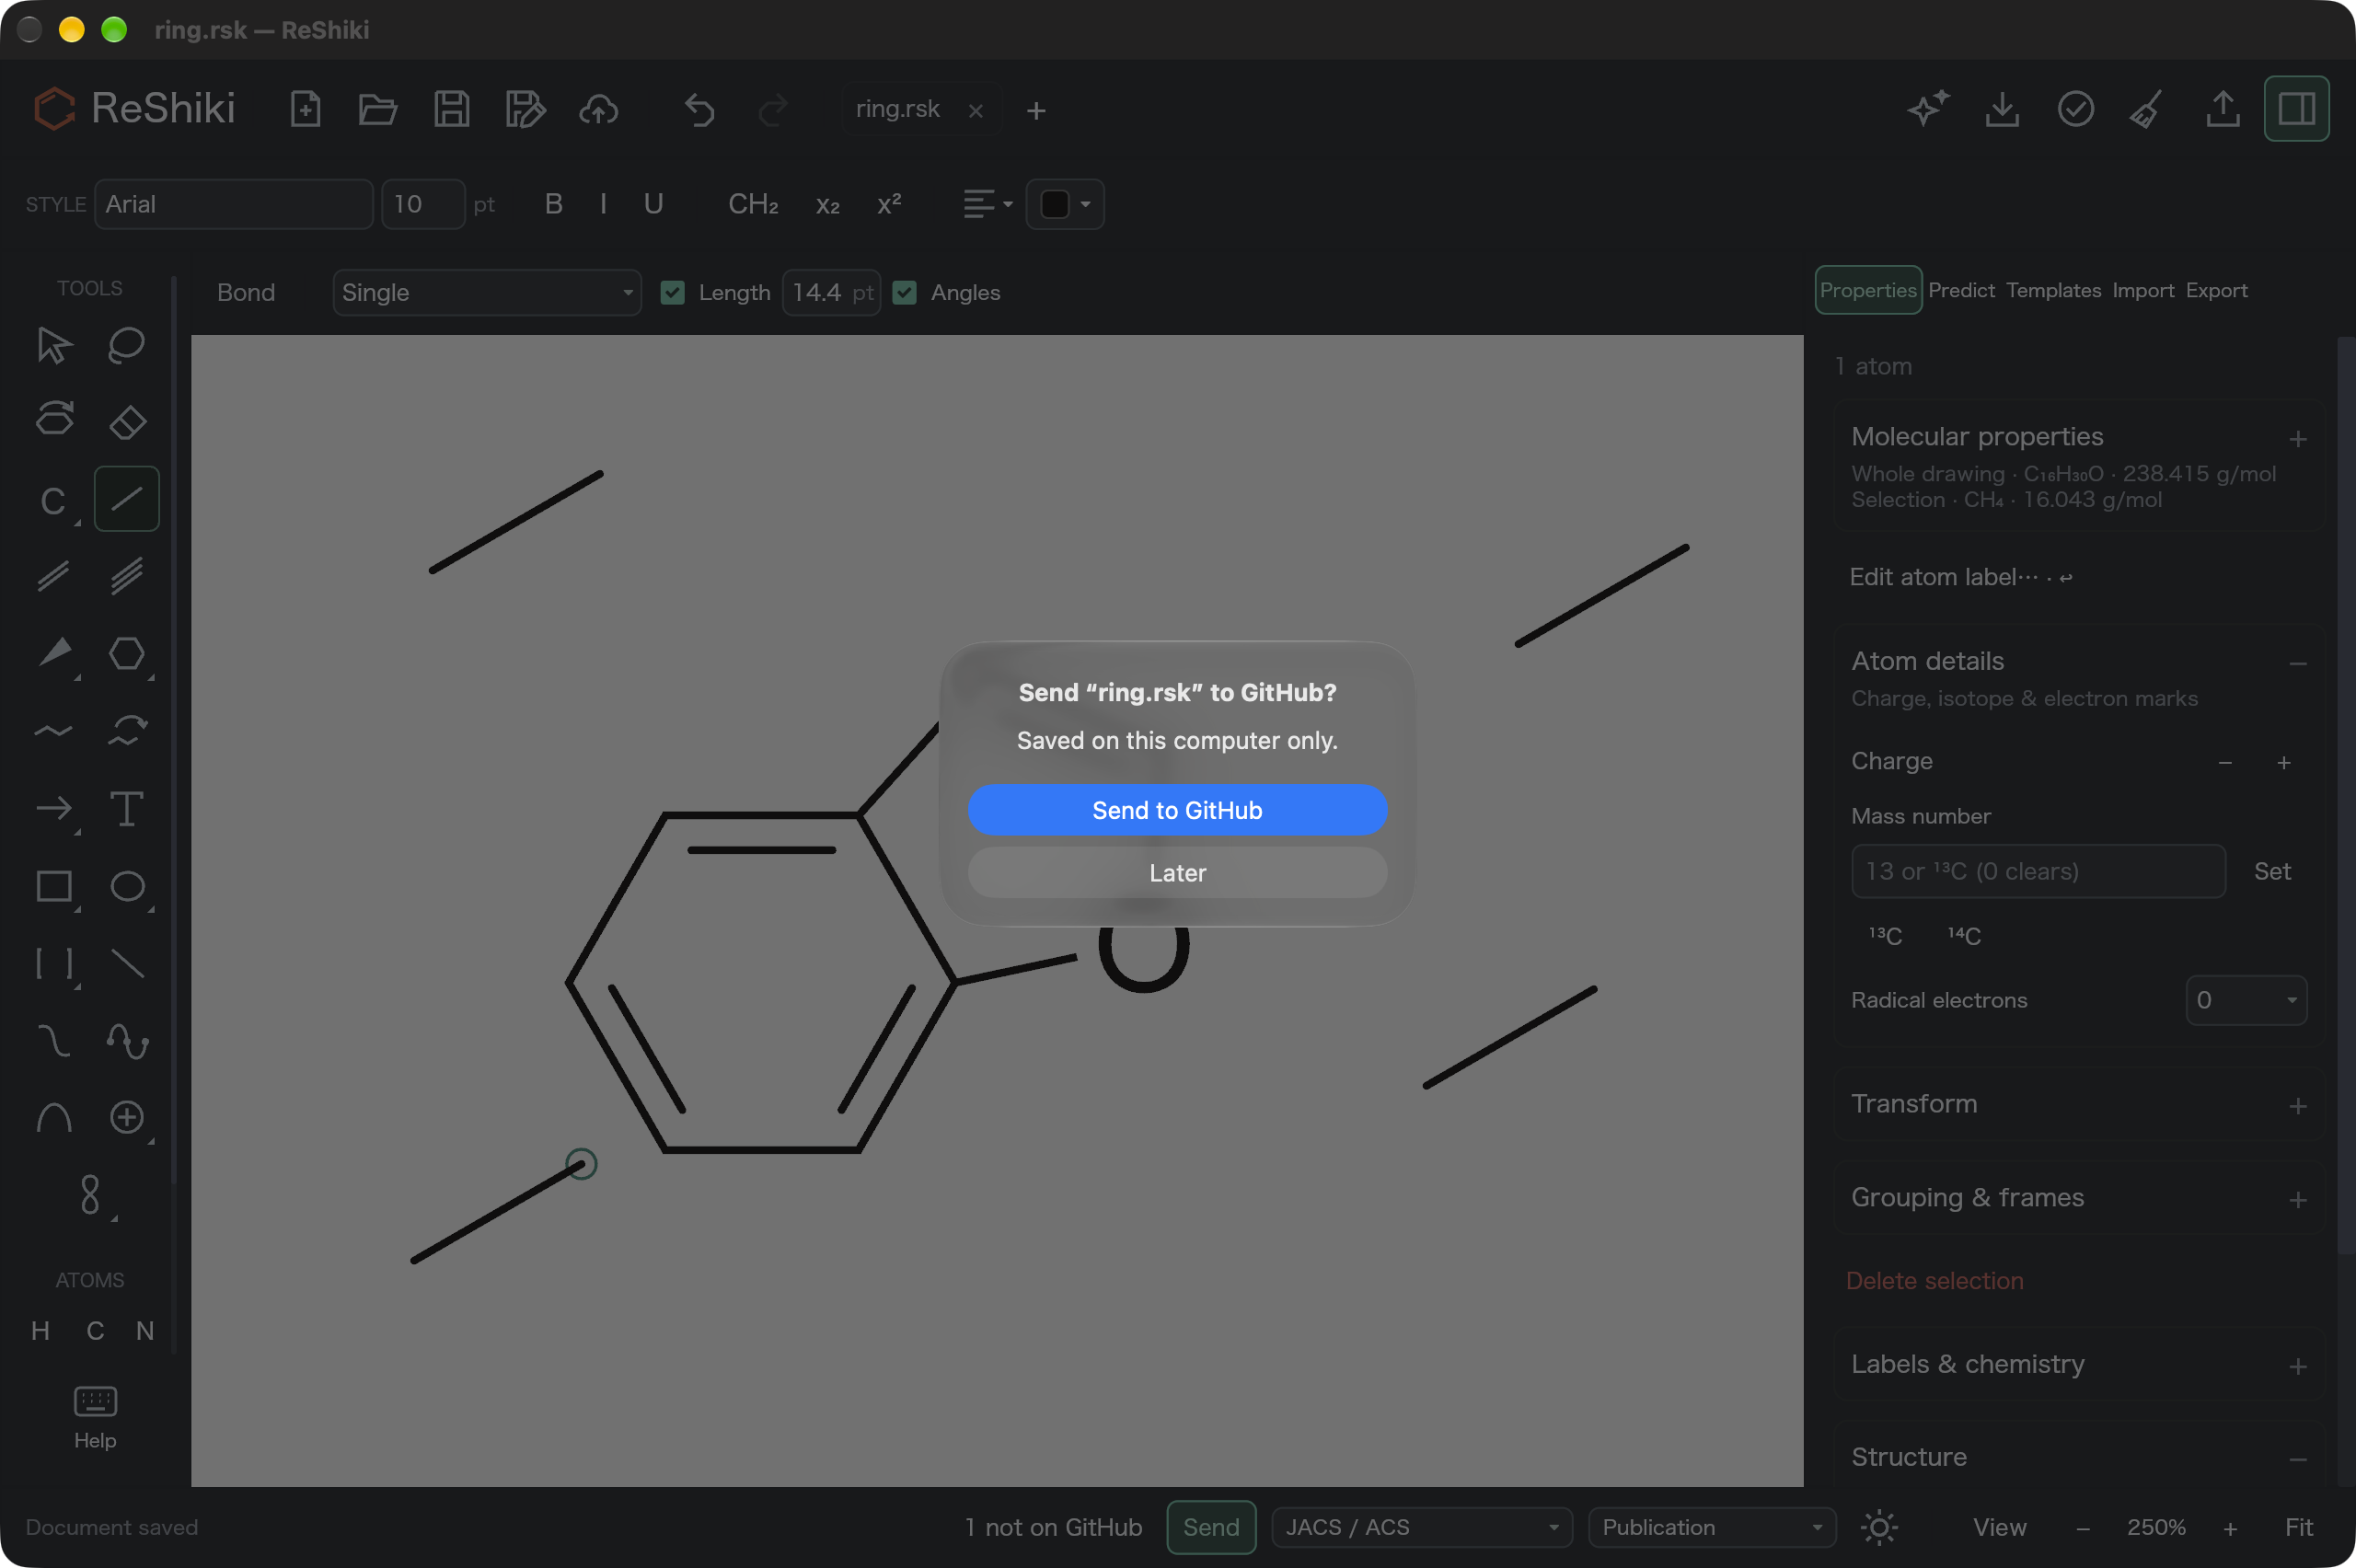 ring.rsk — ReShiki
ReShiki
ring.rsk × +
STYLE Arial 10 pt B I U CH₂ x₂ x²
TOOLS
Bond Single Length 14.4 pt Angles
Properties Predict Templates Import Export
1 atom
Molecular properties +
Whole drawing · C₁₆H₃₀O · 238.415 g/mol
Selection · CH₄ · 16.043 g/mol
Edit atom label… · ↩
Atom details −
Charge, isotope & electron marks
Charge − +
Mass number
13 or ¹³C (0 clears) Set
¹³C ¹⁴C
Radical electrons 0
Transform +
Grouping & frames +
Delete selection
Labels & chemistry +
Structure −
C
T
ATOMS
H C N
Help
O
Send “ring.rsk” to GitHub?
Saved on this computer only.
Send to GitHub
Later
Document saved
1 not on GitHub Send JACS / ACS Publication View − 250% + Fit